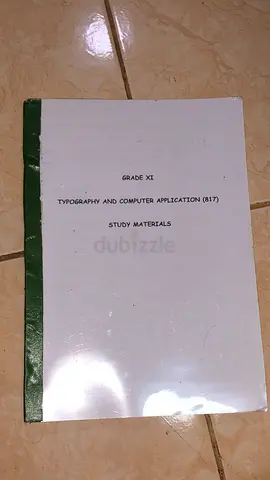 GRADE XI
TYPOGRAPHY AND COMPUTER APPLICATION (817)
STUDY MATERIALS
dubizzle